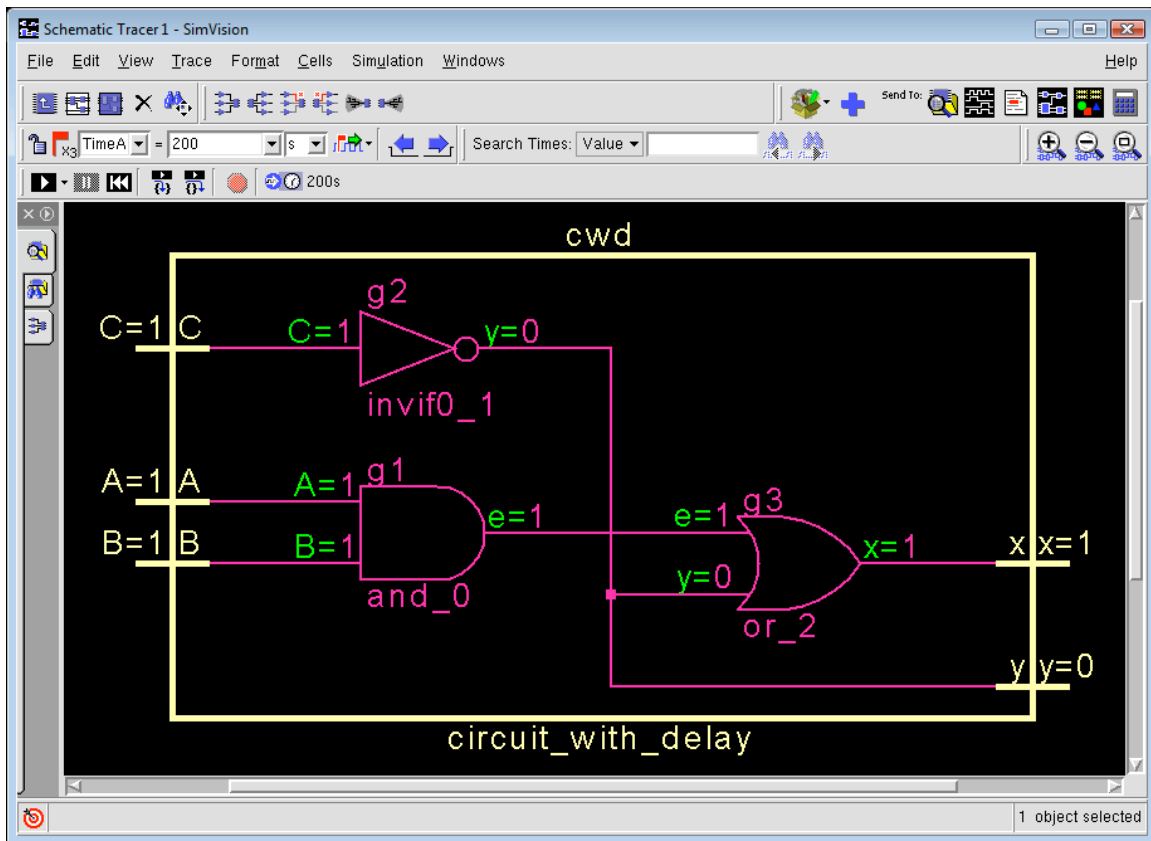 Schematic Tracer 1 - SimVision
File Edit View Trace Format Cells Simulation Windows Help
Send To:
x3 TimeA = 200 s Search Times: Value
200s
cwd
g2
C=1 C C=1 y=0
invif0_1
A=1 A A=1 g1
e=1 e=1 g3
B=1 B B=1 x=1 x x=1
y=0
and_0
or_2
y y=0
circuit_with_delay
1 object selected